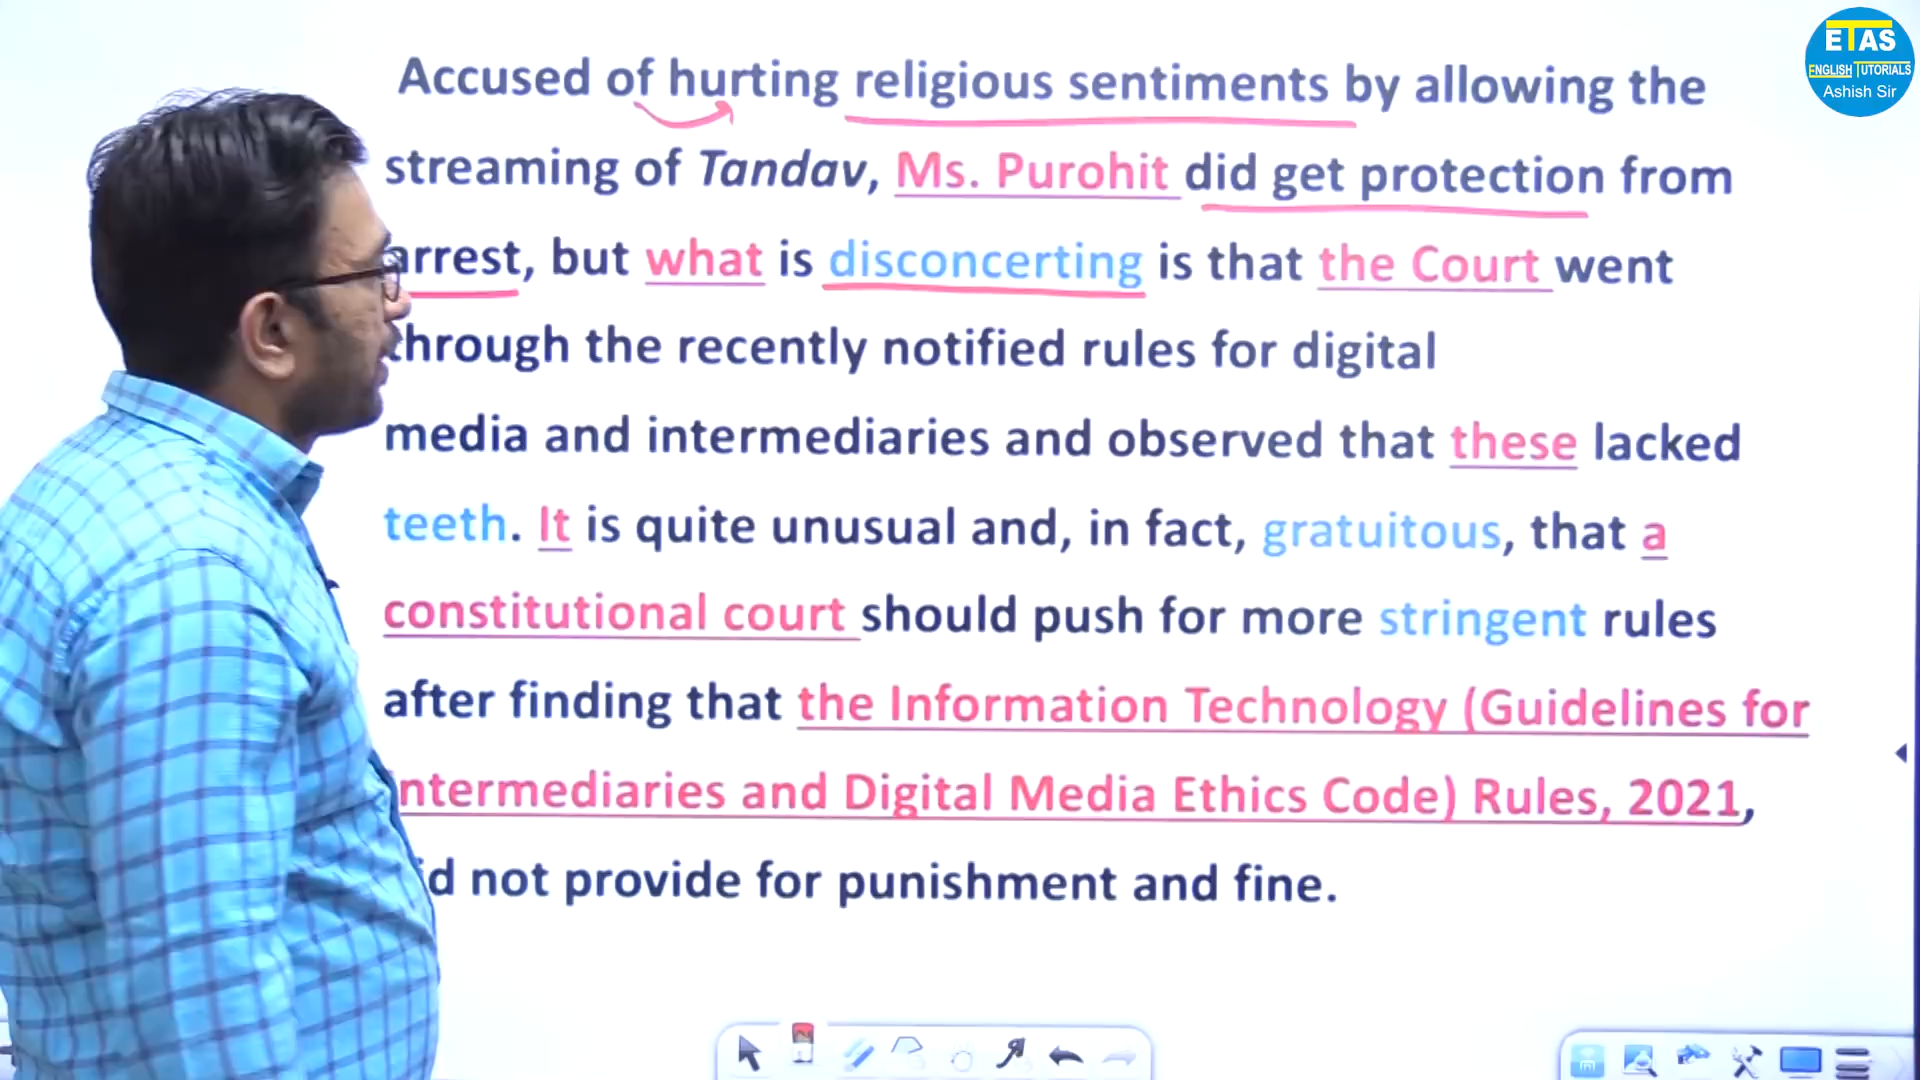 ETAS
ENGLISH TUTORIALS
Ashish Sir
Accused of hurting religious sentiments by allowing the
streaming of Tandav, Ms. Purohit did get protection from
arrest, but what is disconcerting is that the Court went
through the recently notified rules for digital
media and intermediaries and observed that these lacked
teeth. It is quite unusual and, in fact, gratuitous, that a
constitutional court should push for more stringent rules
after finding that the Information Technology (Guidelines for
Intermediaries and Digital Media Ethics Code) Rules, 2021,
did not provide for punishment and fine.